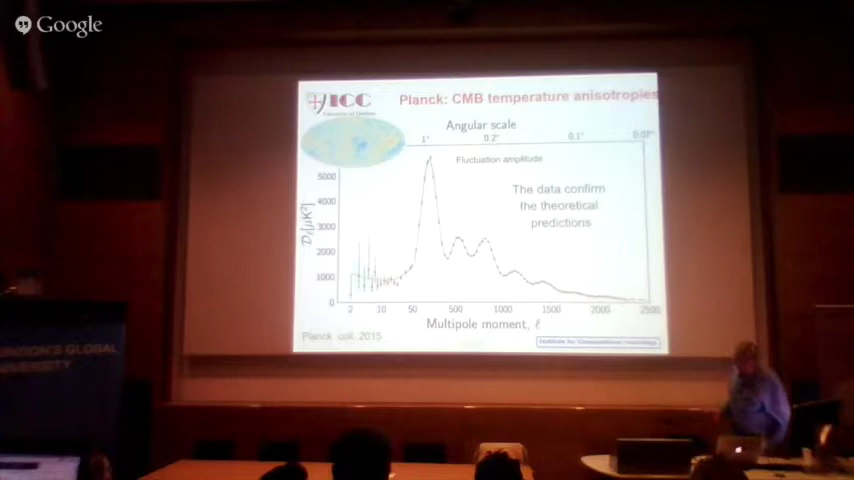 Google
ICC
Planck: CMB temperature anisotropies
Angular scale
1° 0.2° 0.1° 0.07°
Fluctuation amplitude
The data confirm
the theoretical
predictions
5000
4000
3000
2000
1000
0
2 10 50 500 1000 1500 2000 2500
Multipole moment, ℓ
Planck coll. 2015
Institute for Computational Cosmology
GLOBAL